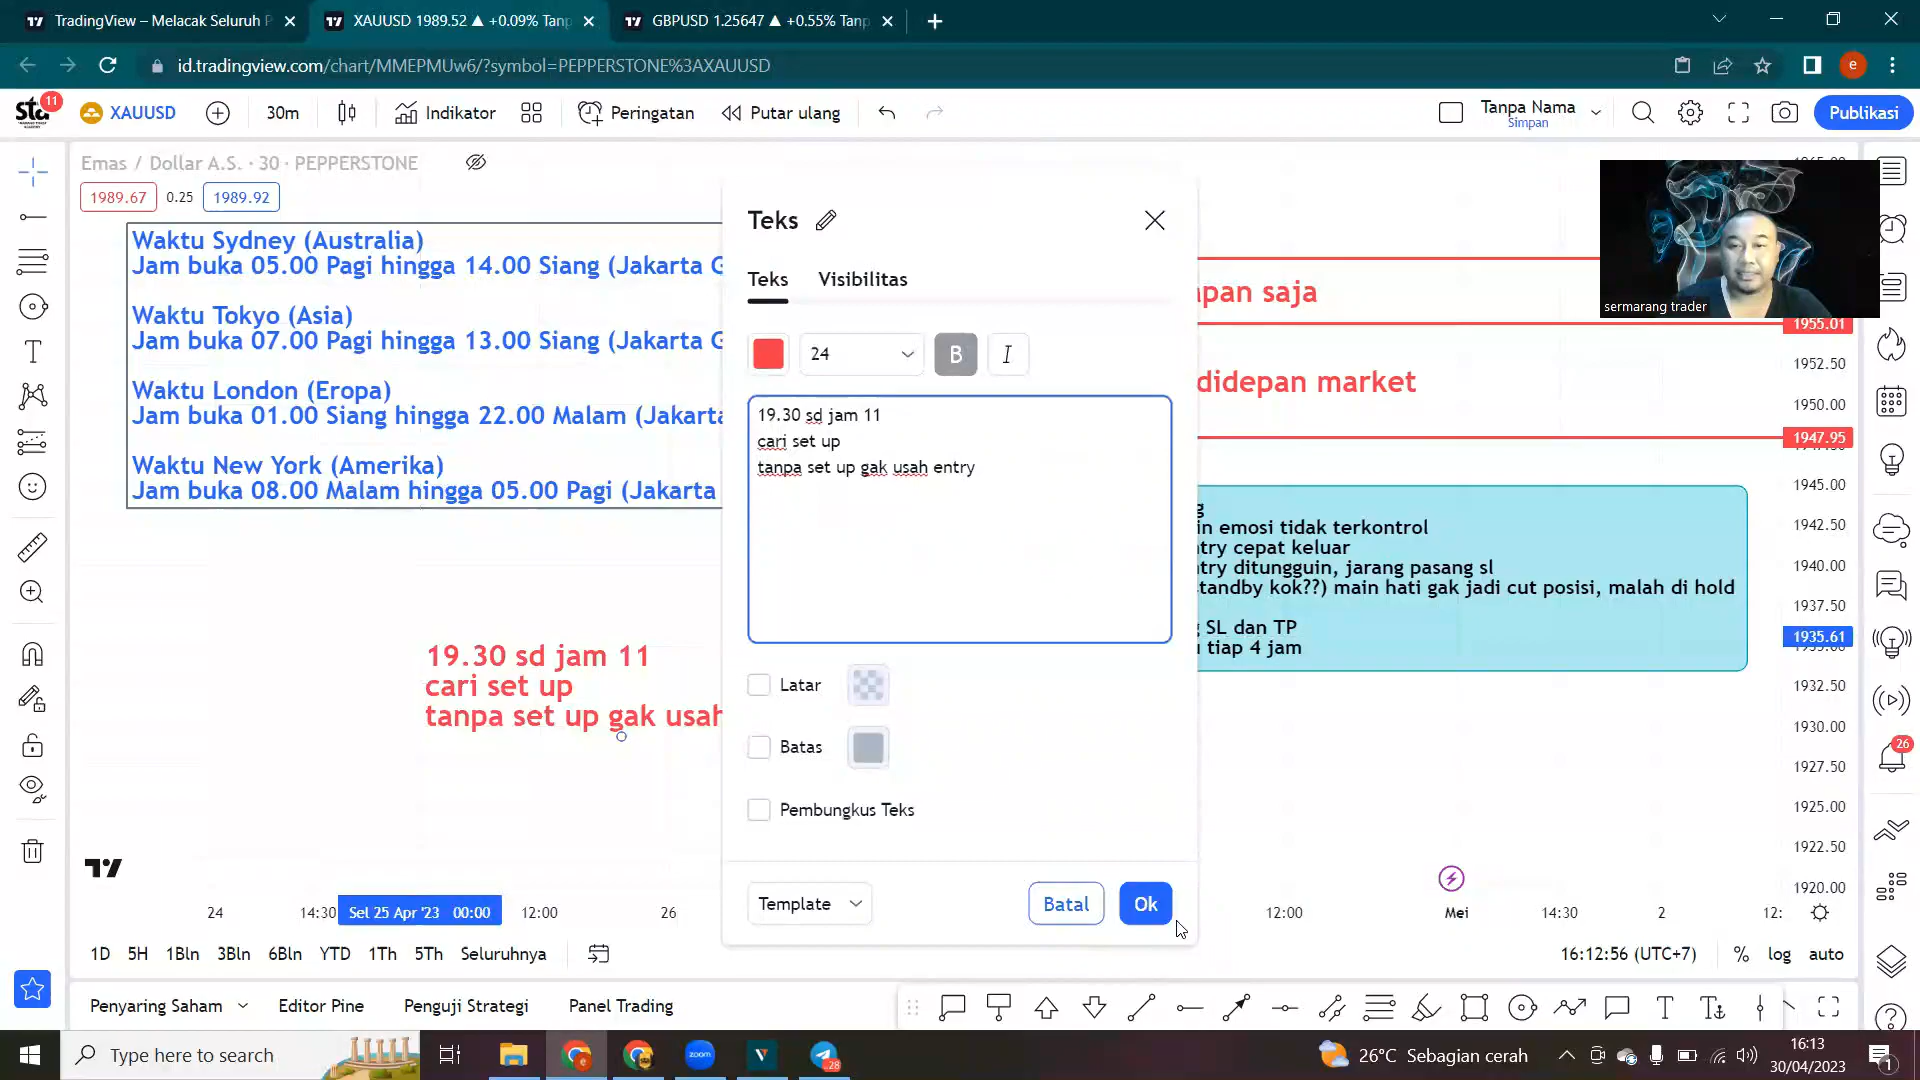 TradingView – Melacak Seluruh P
XAUUSD 1989.52 ▲ +0.09% Tanp
GBPUSD 1.25647 ▲ +0.55% Tanp
id.tradingview.com/chart/MMEPMUw6/?symbol=PEPPERSTONE%3AXAUUSD
e
sta
11
XAUUSD
30m
Indikator
Peringatan
Putar ulang
Tanpa Nama
Simpan
Publikasi
Emas / Dollar A.S. · 30 · PEPPERSTONE
1989.67
0.25
1989.92
Waktu Sydney (Australia)
Jam buka 05.00 Pagi hingga 14.00 Siang (Jakarta G
Waktu Tokyo (Asia)
Jam buka 07.00 Pagi hingga 13.00 Siang (Jakarta G
Waktu London (Eropa)
Jam buka 01.00 Siang hingga 22.00 Malam (Jakarta
Waktu New York (Amerika)
Jam buka 08.00 Malam hingga 05.00 Pagi (Jakarta
19.30 sd jam 11
cari set up
tanpa set up gak usah
Teks
Teks
Visibilitas
24
B
I
19.30 sd jam 11
cari set up
tanpa set up gak usah entry
Latar
Batas
Pembungkus Teks
Template
Batal
Ok
apan saja
didepan market
g
in emosi tidak terkontrol
ntry cepat keluar
ntry ditungguin, jarang pasang sl
standby kok??) main hati gak jadi cut posisi, malah di hold
SL dan TP
tiap 4 jam
sermarang trader
1955.01
1952.50
1950.00
1947.95
1945.00
1942.50
1940.00
1937.50
1935.61
1932.50
1930.00
1927.50
1925.00
1922.50
1920.00
26
24
14:30
Sel 25 Apr '23 00:00
12:00
26
12:00
Mei
14:30
2
12:
1D
5H
1Bln
3Bln
6Bln
YTD
1Th
5Th
Seluruhnya
16:12:56 (UTC+7)
%
log
auto
Penyaring Saham
Editor Pine
Penguji Strategi
Panel Trading
Type here to search
zoom
28
26°C Sebagian cerah
16:13
30/04/2023
1